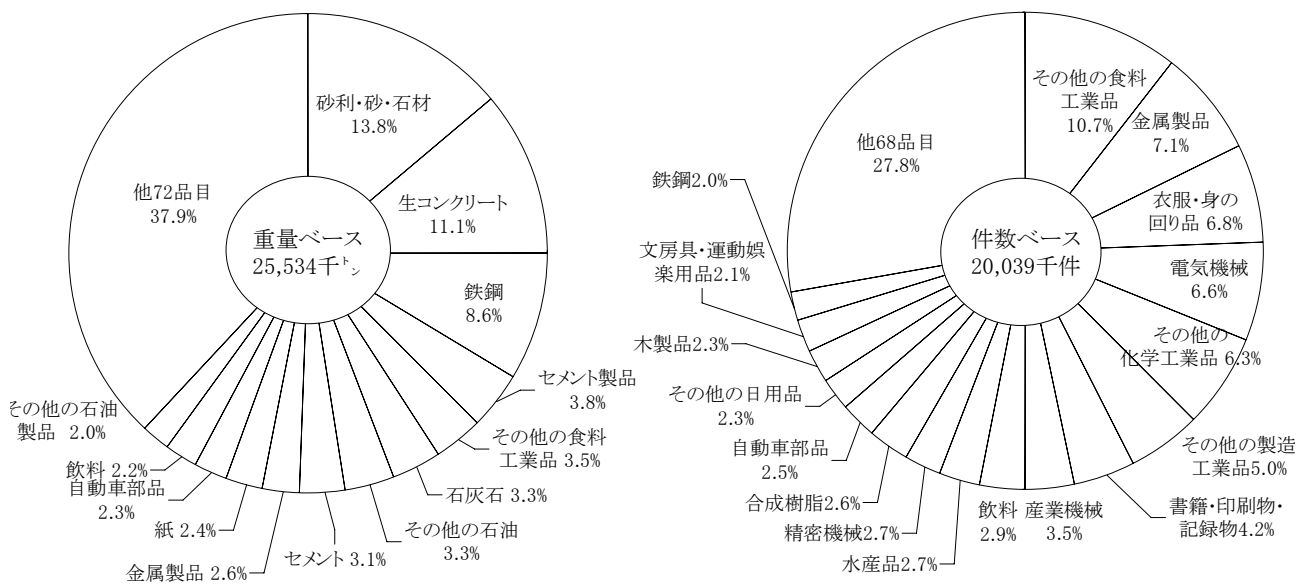 砂利・砂・石材
13.8%
生コンクリート
11.1%
鉄鋼
8.6%
セメント製品
3.8%
その他の食料
工業品 3.5%
石灰石 3.3%
その他の石油
3.3%
セメント 3.1%
金属製品 2.6%
紙 2.4%
自動車部品
2.3%
飲料 2.2%
その他の石油
製品 2.0%
他72品目
37.9%
重量ベース
25,534千トン
その他の食料
工業品
10.7%
金属製品
7.1%
衣服・身の
回り品 6.8%
電気機械
6.6%
その他の
化学工業品 6.3%
その他の製造
工業品5.0%
書籍・印刷物・
記録物4.2%
産業機械
3.5%
飲料
2.9%
水産品2.7%
精密機械2.7%
合成樹脂2.6%
自動車部品
2.5%
その他の日用品
2.3%
木製品2.3%
文房具・運動娯
楽用品2.1%
鉄鋼2.0%
他68品目
27.8%
件数ベース
20,039千件